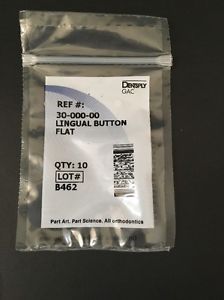 DENTSPLY
GAC
REF #:
30-000-00
LINGUAL BUTTON
FLAT
QTY: 10
LOT#
B462
Part Art. Part Science. All orthodontics